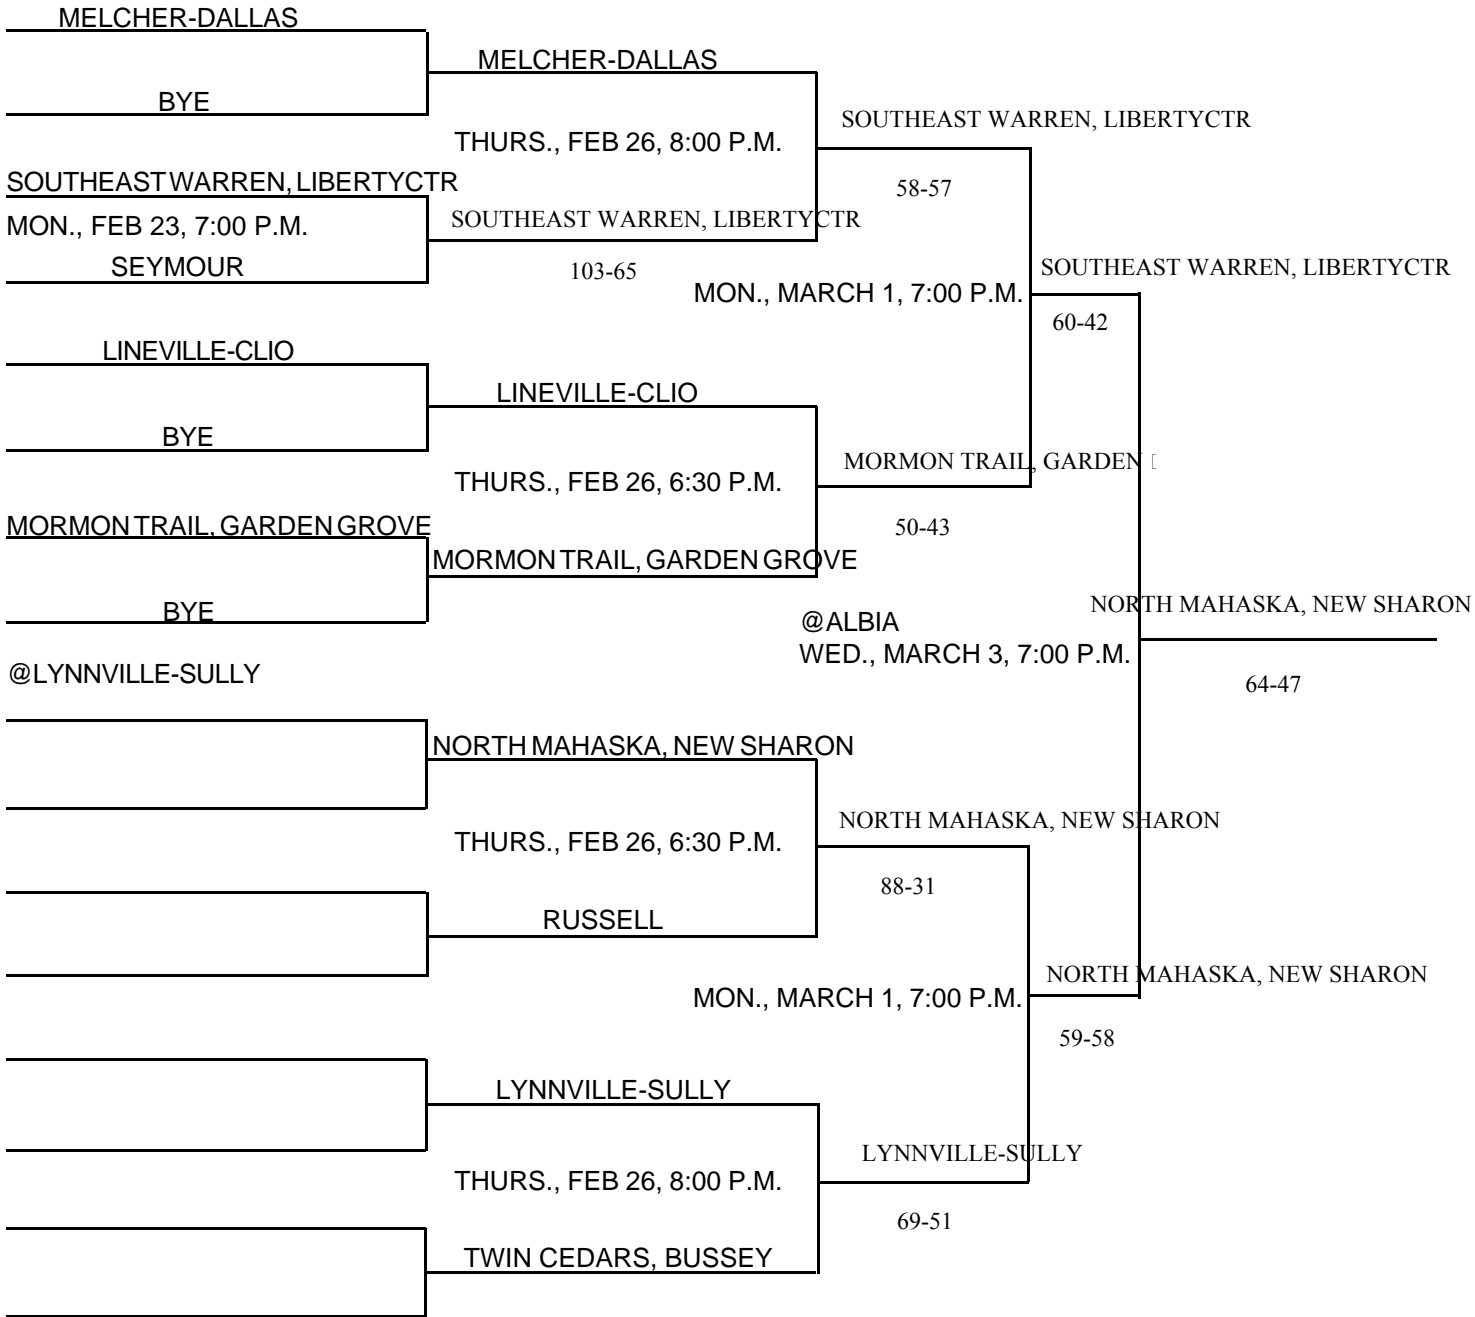 MELCHER-DALLAS
MELCHER-DALLAS
BYE
SOUTHEAST WARREN, LIBERTYCTR
THURS., FEB 26, 8:00 P.M.
SOUTHEAST WARREN, LIBERTYCTR
58-57
MON., FEB 23, 7:00 P.M.
SOUTHEAST WARREN, LIBERTYCTR
SEYMOUR
103-65
SOUTHEAST WARREN, LIBERTYCTR
MON., MARCH 1, 7:00 P.M.
60-42
LINEVILLE-CLIO
LINEVILLE-CLIO
BYE
MORMON TRAIL, GARDEN
THURS., FEB 26, 6:30 P.M.
MORMON TRAIL, GARDEN GROVE
50-43
MORMON TRAIL, GARDEN GROVE
BYE
NORTH MAHASKA, NEW SHARON
@ALBIA
WED., MARCH 3, 7:00 P.M.
@LYNNVILLE-SULLY
64-47
NORTH MAHASKA, NEW SHARON
NORTH MAHASKA, NEW SHARON
THURS., FEB 26, 6:30 P.M.
88-31
RUSSELL
NORTH MAHASKA, NEW SHARON
MON., MARCH 1, 7:00 P.M.
59-58
LYNNVILLE-SULLY
LYNNVILLE-SULLY
THURS., FEB 26, 8:00 P.M.
69-51
TWIN CEDARS, BUSSEY